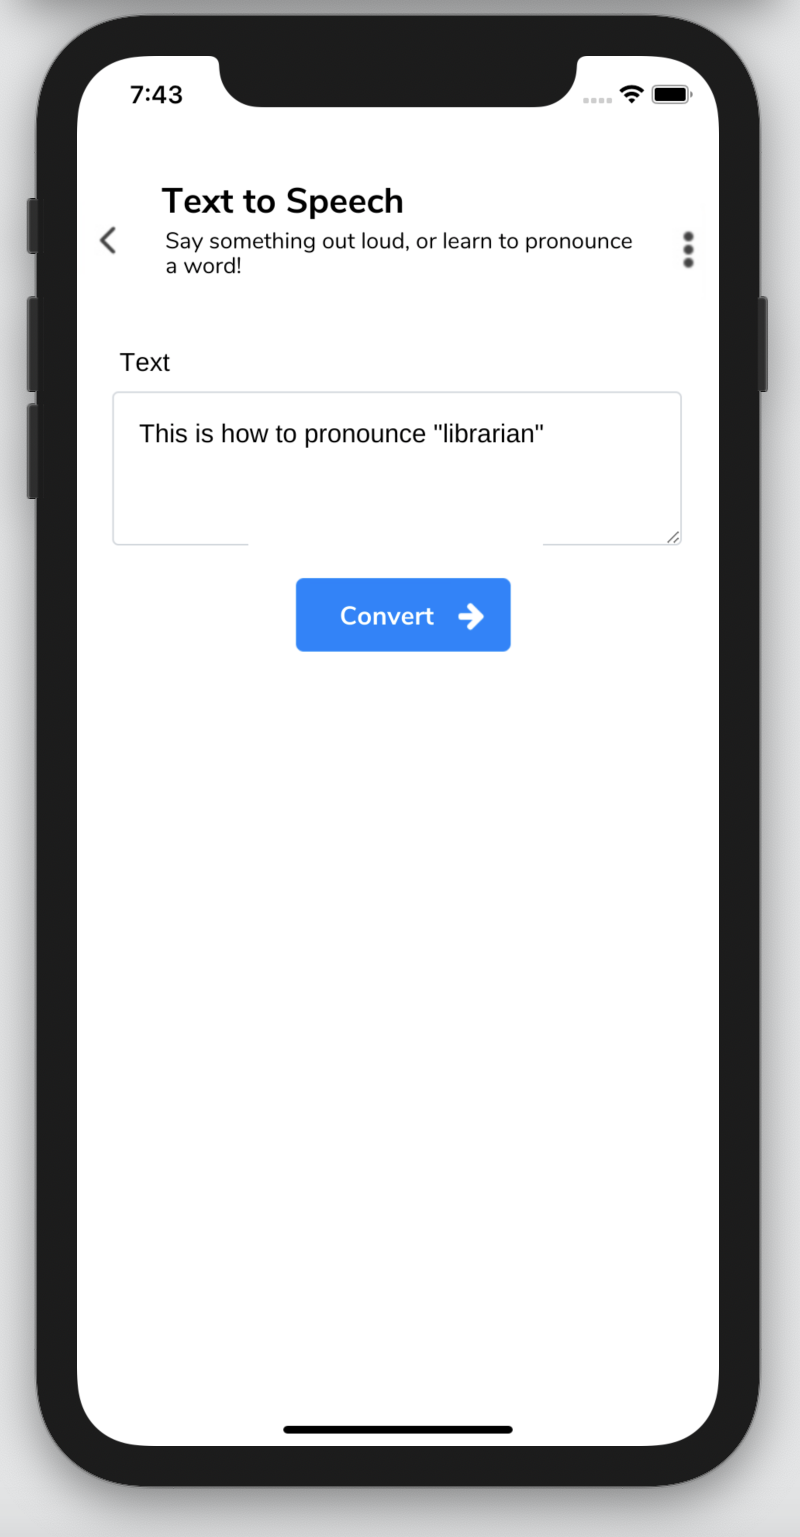 7:43
Text to Speech
Say something out loud, or learn to pronounce
a word!
Text
This is how to pronounce "librarian"
Convert